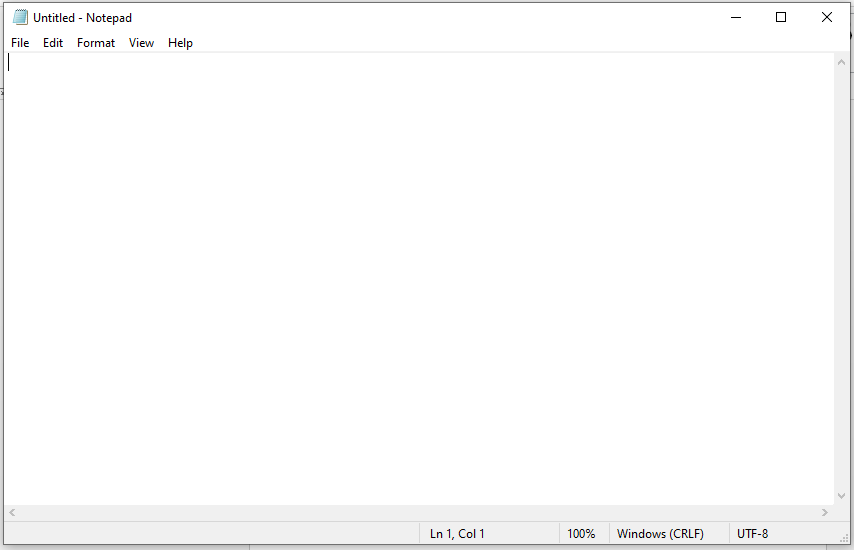 Untitled - Notepad
File Edit Format View Help
Ln 1, Col 1 100% Windows (CRLF) UTF-8